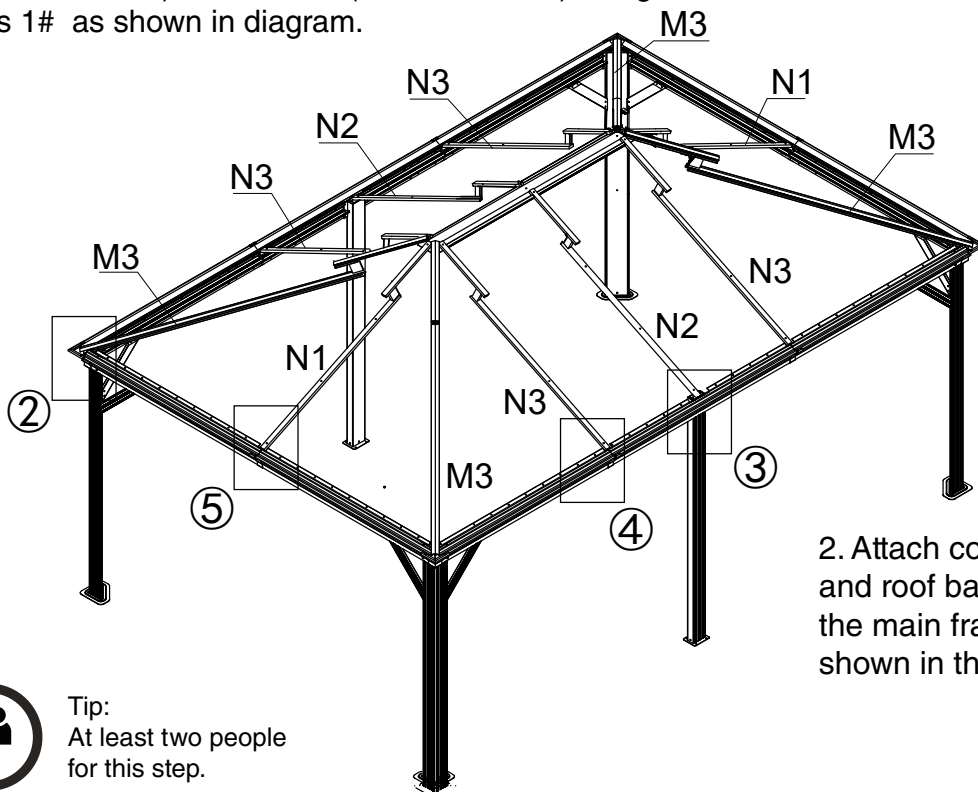 s 1# as shown in diagram.
M3
N3
N1
N2
M3
N3
M3
N3
N2
N1
N3
②
③
M3
⑤
④
2. Attach co
and roof ba
the main fra
shown in th
Tip:
At least two people
for this step.